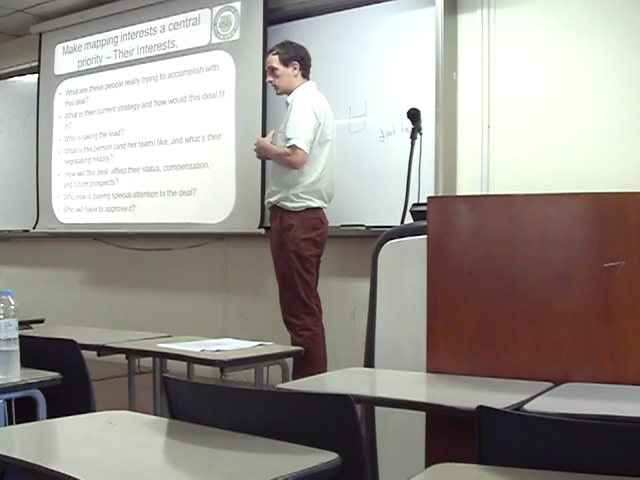 Make mapping interests a central
priority – Their Interests.
• What are these people really trying to accomplish with
this deal?
• What is their current strategy and how would this deal fit
it?
• Who is taking the lead?
• What is this person (and her team) like, and what's their
negotiating history?
• How will this deal affect their status, compensation,
and future prospects?
• Who else is paying special attention to the deal?
• Who will have to approve it?